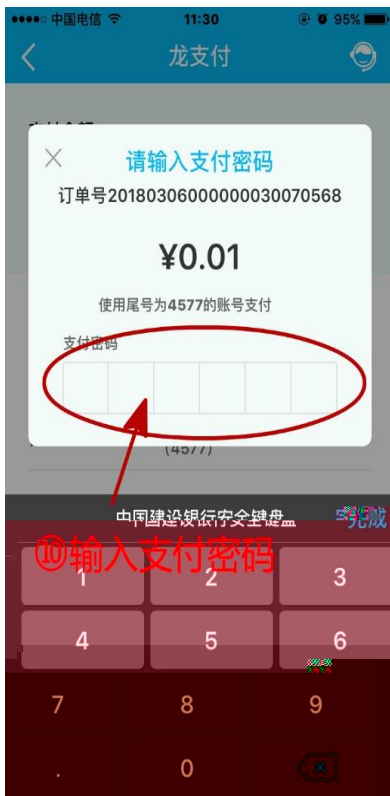 中国电信 11:30 95%
龙支付
请输入支付密码
订单号20180306000000030070568
¥0.01
使用尾号为4577的账号支付
支付密码
(4577)
中国建设银行安全键盘 完成
⑩输入支付密码
1 2 3
4 5 6
7 8 9
. 0